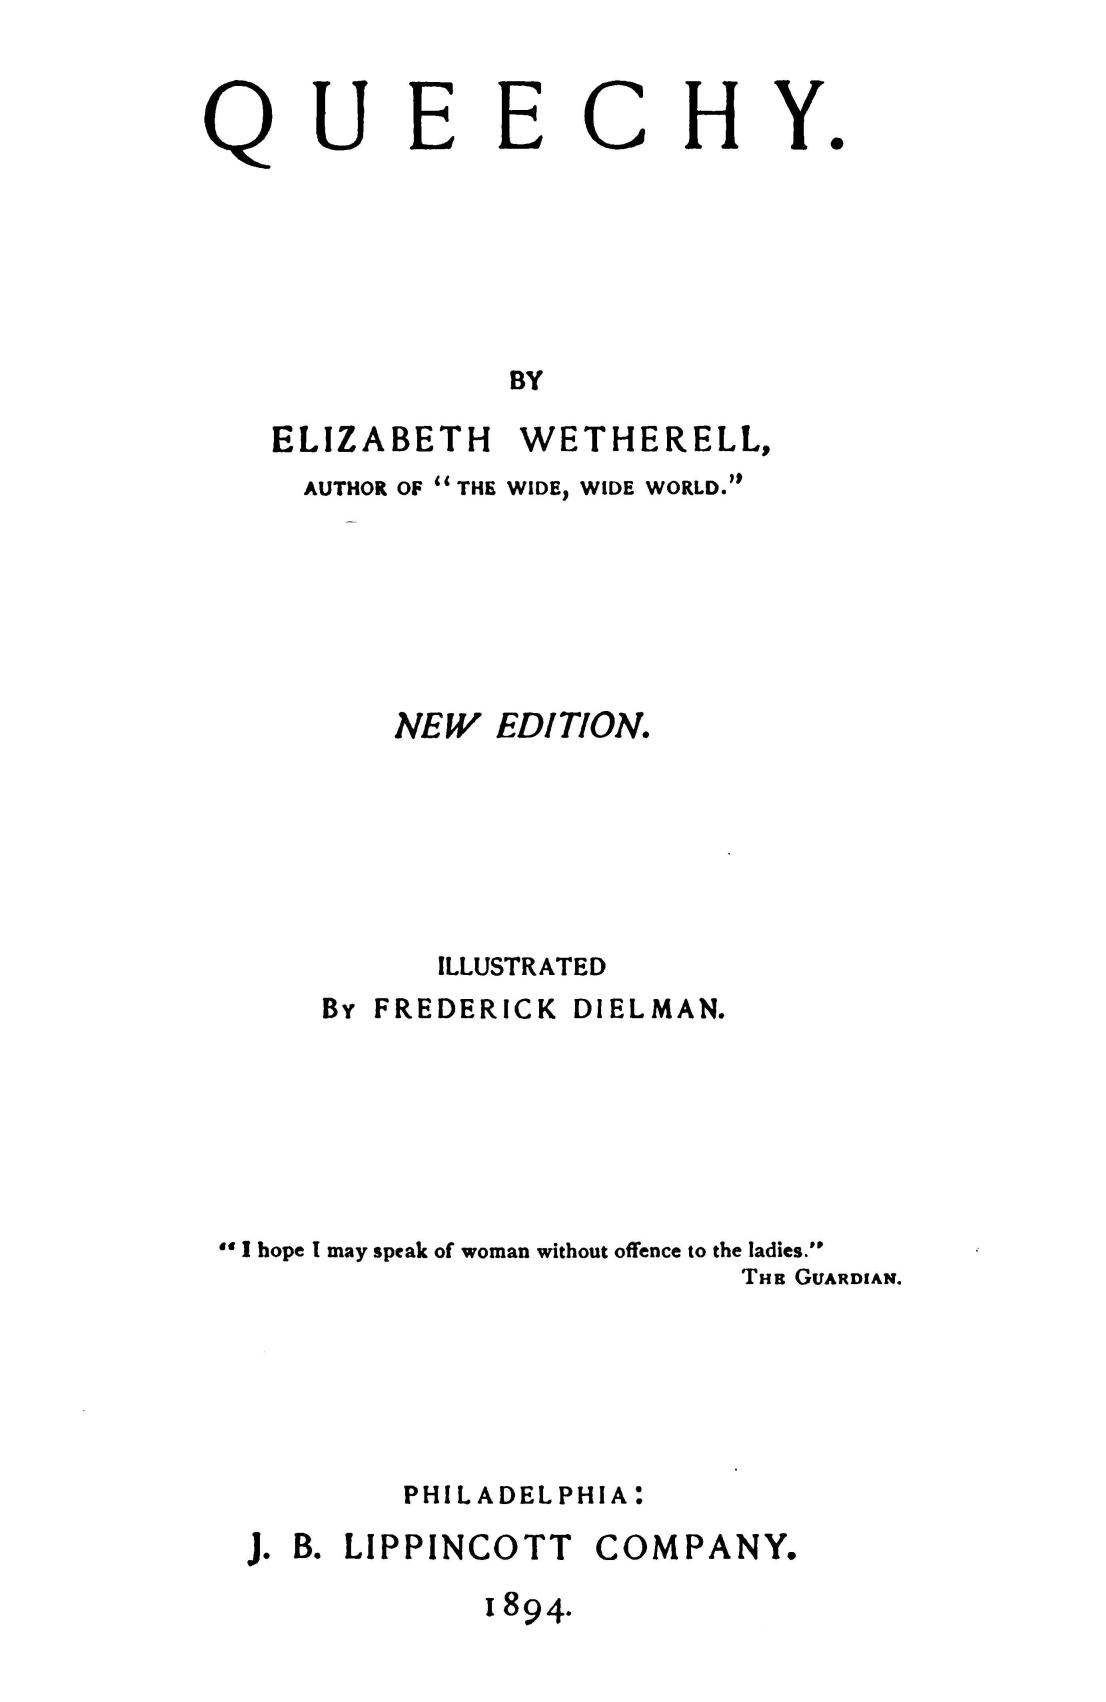 QUEECHY.
BY
ELIZABETH WETHERELL,
AUTHOR OF “THE WIDE, WIDE WORLD.”
NEW EDITION.
ILLUSTRATED
BY FREDERICK DIELMAN.
“I hope I may speak of woman without offence to the ladies.”
THE GUARDIAN.
PHILADELPHIA:
J. B. LIPPINCOTT COMPANY.
1894.